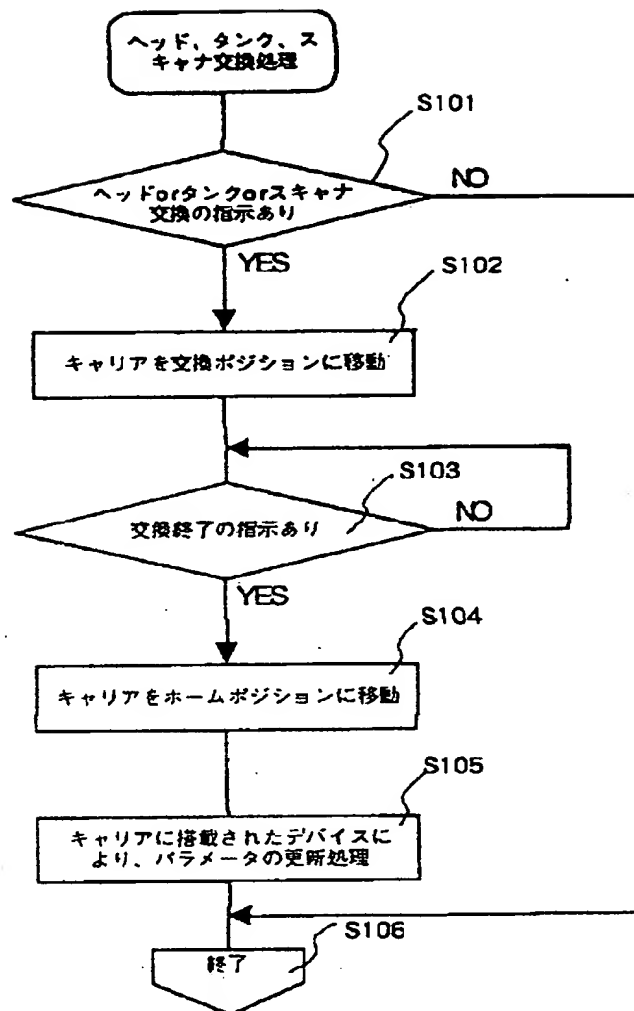 ヘッド、タンク、ス
キャナ交換処理
S101
ヘッドorタンクorスキャナ
交換の指示あり
NO
YES
S102
キャリアを交換ポジションに移動
S103
交換終了の指示あり
NO
YES
S104
キャリアをホームポジションに移動
S105
キャリアに搭載されたデバイスに
より、パラメータの更新処理
S106
終了